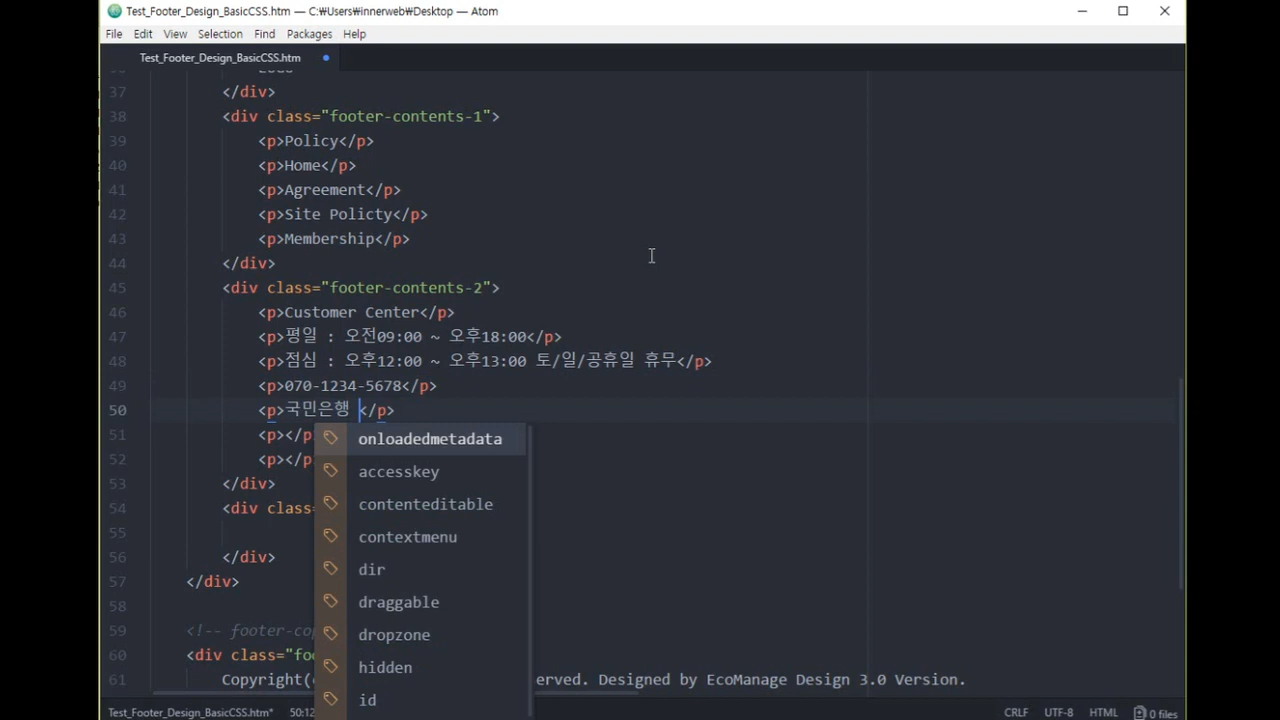 Test_Footer_Design_BasicCSS.htm — C:₩Users₩innerweb₩Desktop — Atom
File Edit View Selection Find Packages Help
Test_Footer_Design_BasicCSS.htm
37 </div>
38 <div class="footer-contents-1">
39 <p>Policy</p>
40 <p>Home</p>
41 <p>Agreement</p>
42 <p>Site Policty</p>
43 <p>Membership</p>
44 </div>
45 <div class="footer-contents-2">
46 <p>Customer Center</p>
47 <p>평일 : 오전09:00 ~ 오후18:00</p>
48 <p>점심 : 오후12:00 ~ 오후13:00 토/일/공휴일 휴무</p>
49 <p>070-1234-5678</p>
50 <p>국민은행 </p>
onloadedmetadata
51 <p></p
accesskey
52 <p></p
contenteditable
53 </div>
54 <div clas
contextmenu
55
dir
56 </div>
57 </div>
draggable
58
dropzone
59 <!-- footer-co
hidden
60 <div class="fo
id
61 Copyright( erved. Designed by EcoManage Design 3.0 Version.
Test_Footer_Design_BasicCSS.htm* 50:12 CRLF UTF-8 HTML 0 files